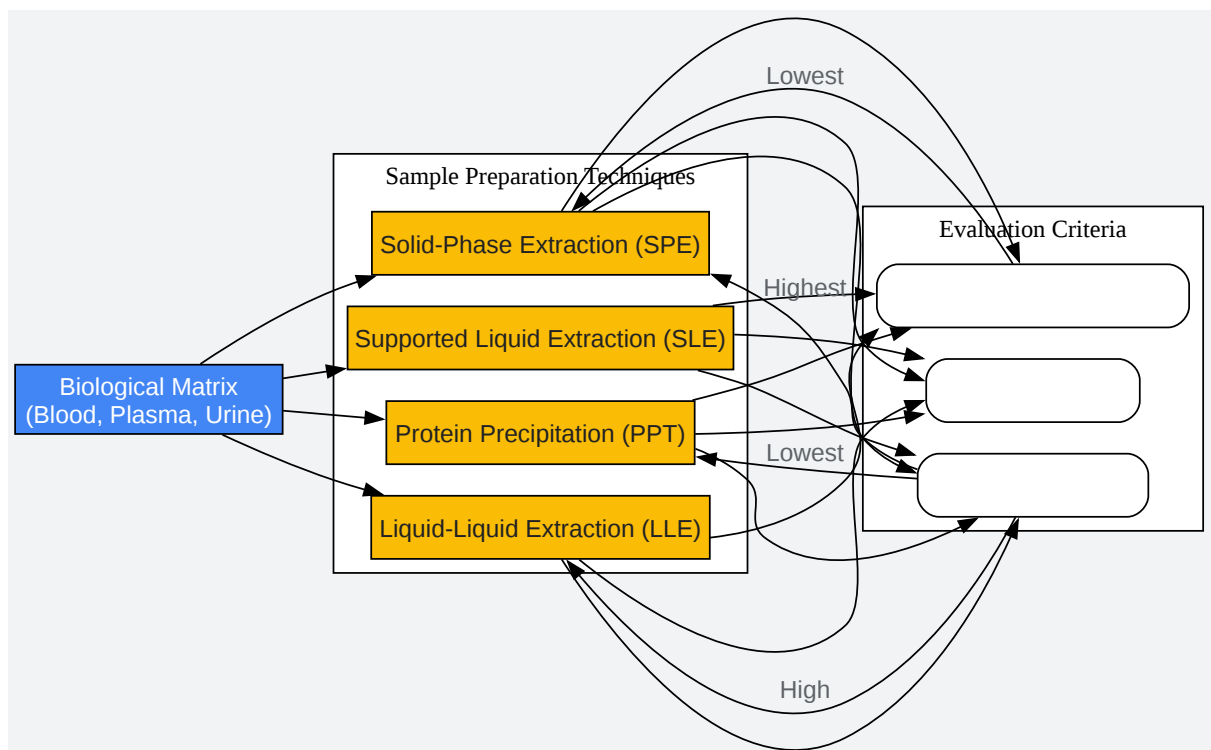 Lowest
Sample Preparation Techniques
Solid-Phase Extraction (SPE)
Evaluation Criteria
Highest
Supported Liquid Extraction (SLE)
Biological Matrix
(Blood, Plasma, Urine)
Protein Precipitation (PPT)
Lowest
Liquid-Liquid Extraction (LLE)
High